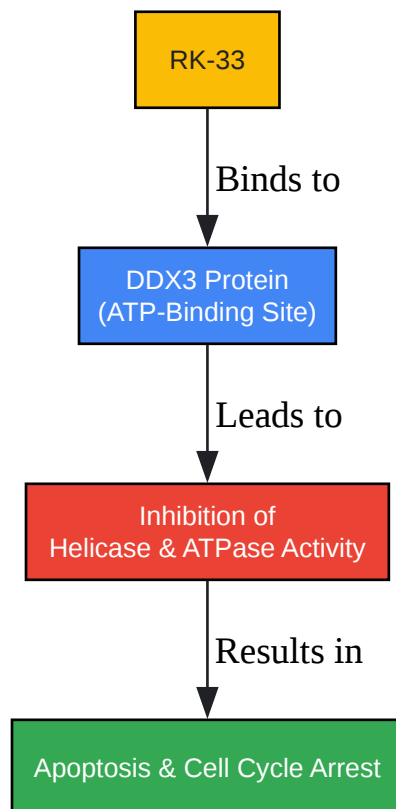 RK-33
Binds to
DDX3 Protein
(ATP-Binding Site)
Leads to
Inhibition of
Helicase & ATPase Activity
Results in
Apoptosis & Cell Cycle Arrest